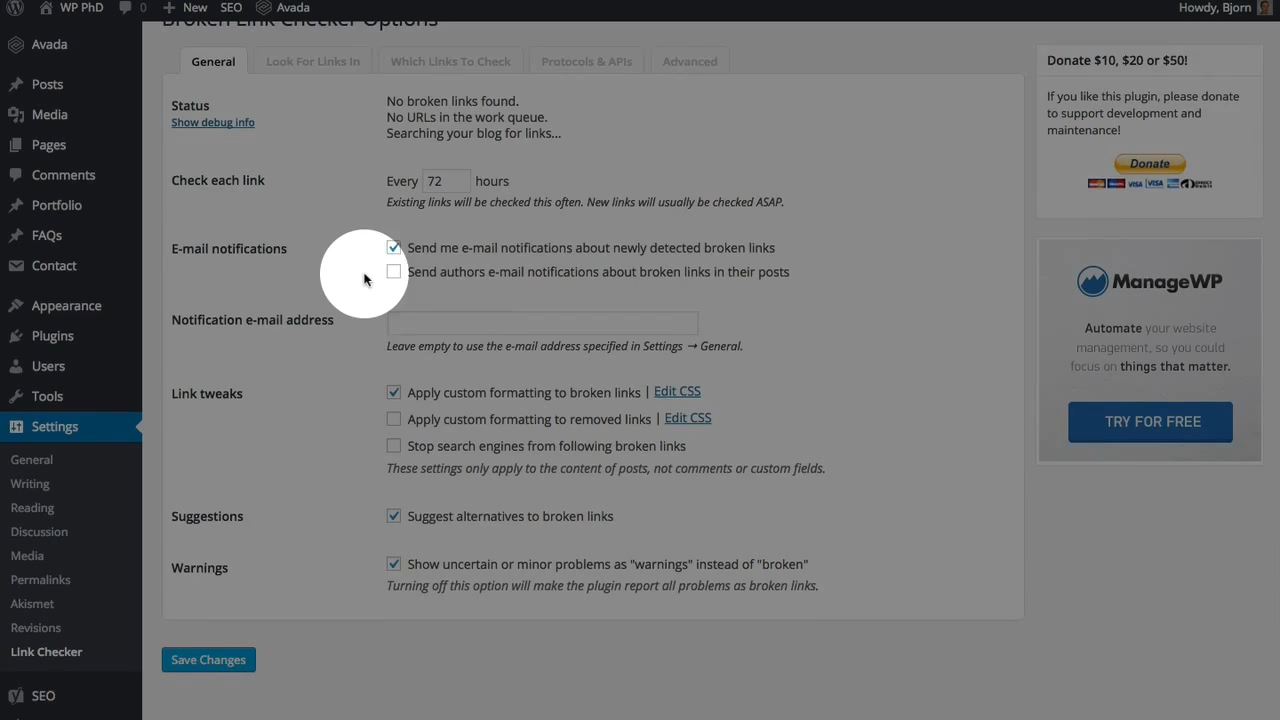 WP PhD 0 New SEO Avada Howdy, Bjorn
Broken Link Checker Options
Avada
Posts
Media
Pages
Comments
Portfolio
FAQs
Contact
Appearance
Plugins
Users
Tools
Settings
General
Writing
Reading
Discussion
Media
Permalinks
Akismet
Revisions
Link Checker
SEO
General Look For Links In Which Links To Check Protocols & APIs Advanced
Status
Show debug info
No broken links found.
No URLs in the work queue.
Searching your blog for links...
Check each link
Every 72 hours
Existing links will be checked this often. New links will usually be checked ASAP.
E-mail notifications
Send me e-mail notifications about newly detected broken links
Send authors e-mail notifications about broken links in their posts
Notification e-mail address
Leave empty to use the e-mail address specified in Settings → General.
Link tweaks
Apply custom formatting to broken links | Edit CSS
Apply custom formatting to removed links | Edit CSS
Stop search engines from following broken links
These settings only apply to the content of posts, not comments or custom fields.
Suggestions
Suggest alternatives to broken links
Warnings
Show uncertain or minor problems as "warnings" instead of "broken"
Turning off this option will make the plugin report all problems as broken links.
Save Changes
Donate $10, $20 or $50!
If you like this plugin, please donate
to support development and
maintenance!
Donate
VISA VISA
ManageWP
Automate your website
management, so you could
focus on things that matter.
TRY FOR FREE